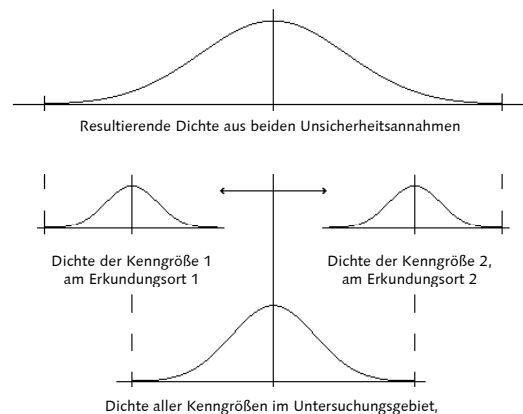 Resultierende Dichte aus beiden Unsicherheitsannahmen
Dichte der Kenngröße 1
am Erkundungsort 1
Dichte der Kenngröße 2,
am Erkundungsort 2
Dichte aller Kenngrößen im Untersuchungsgebiet,